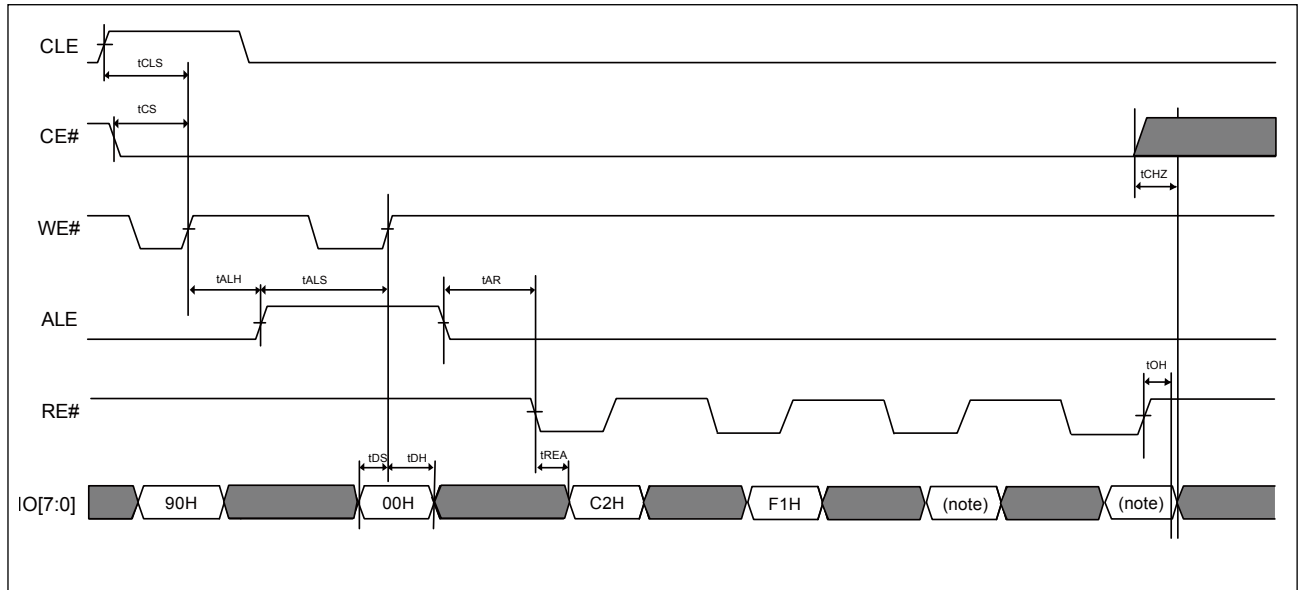 CLE
tCLS
tCS
CE#
tCHZ
WE#
tALH tALS tAR
ALE
tOH
RE#
tDS tDH tREA
IO[7:0] 90H 00H C2H F1H (note) (note)